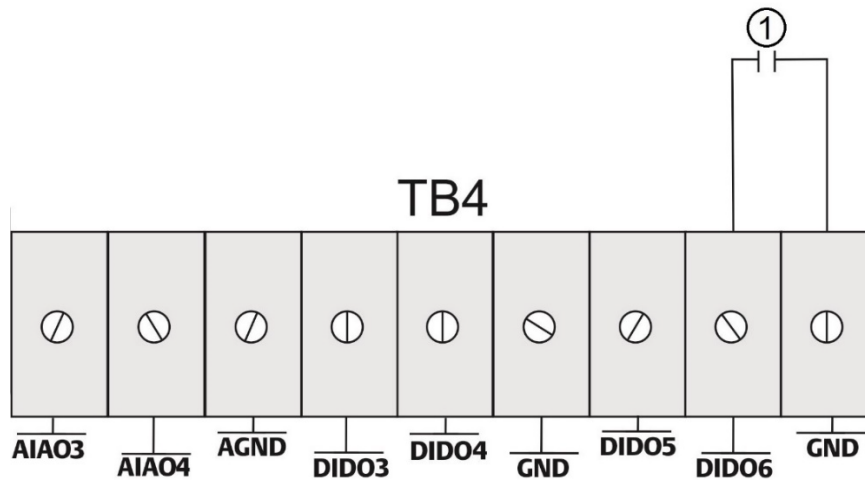 ①
TB4
AIAO3
AIAO4
AGND
DIDO3
DIDO4
GND
DIDO5
DIDO6
GND